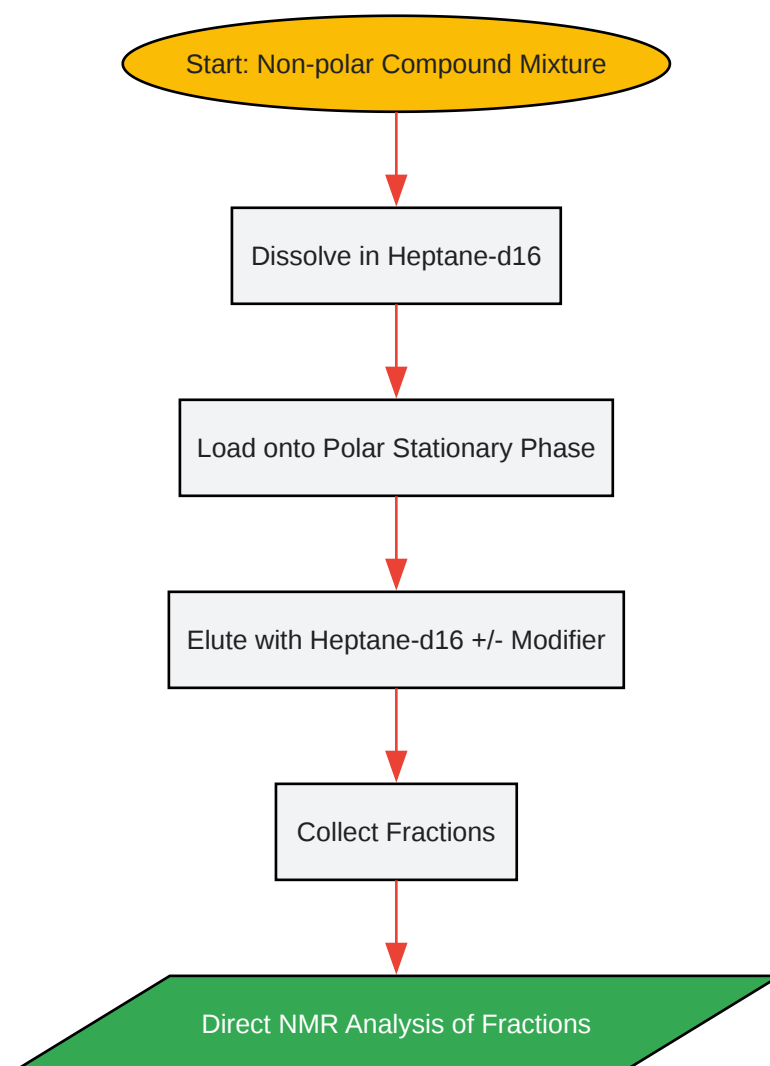 Start: Non-polar Compound Mixture
Dissolve in Heptane-d16
Load onto Polar Stationary Phase
Elute with Heptane-d16 +/- Modifier
Collect Fractions
Direct NMR Analysis of Fractions